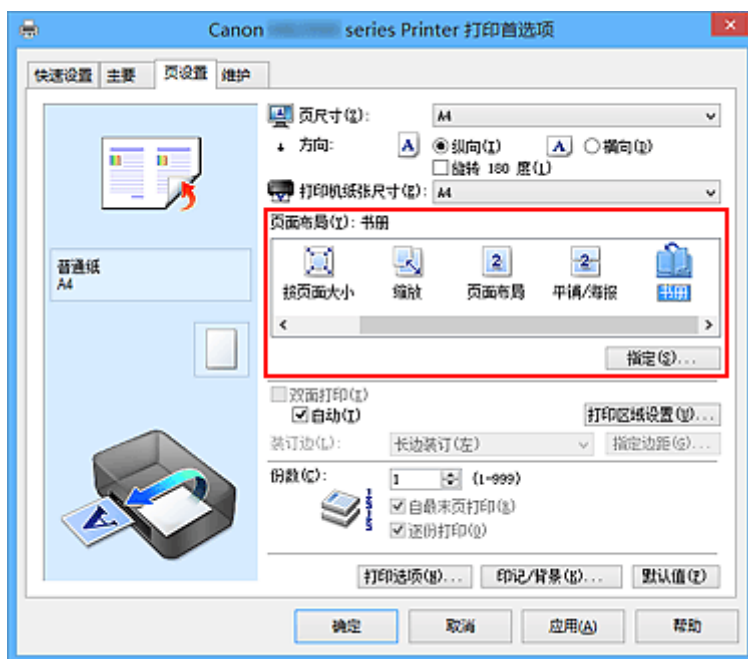 Canon series Printer 打印首选项
快速设置 主要 页设置 维护
页尺寸(Z): A4
方向: A 纵向(I) A 横向(D)
旋转 180 度(L)
打印机纸张尺寸(E): A4
页面布局(Y): 书册
2 2
按页面大小 缩放 页面布局 平铺/海报 书册
指定(S)...
普通纸
A4
双面打印(X)
自动(T)
打印区域设置(U)...
装订边(L): 长边装订(左) 指定边距(G)...
份数(C): 1 (1-999)
自最末页打印(R)
逐份打印(O)
打印选项(N)... 印记/背景(K)... 默认值(F)
确定 取消 应用(A) 帮助